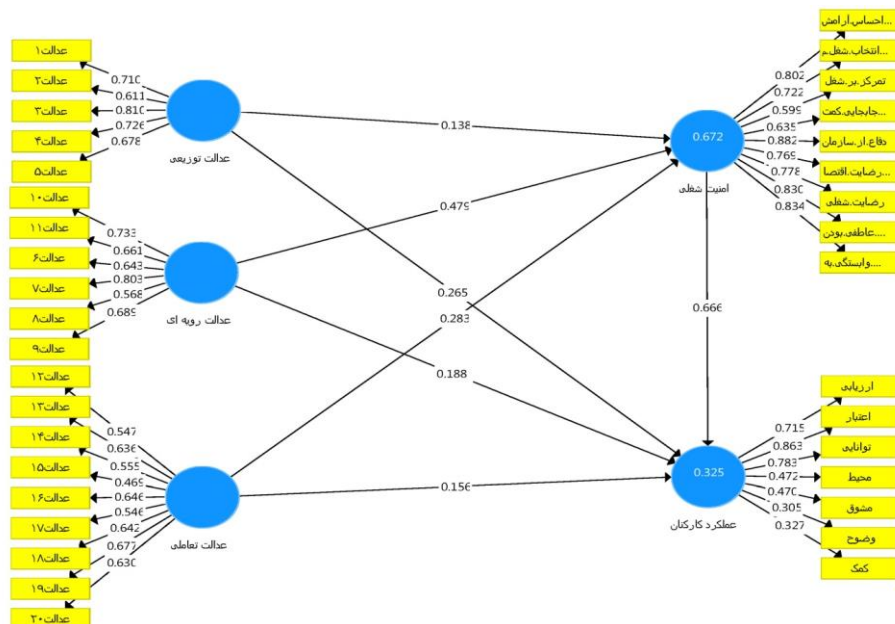 عدالت۱
عدالت۲
عدالت۳
عدالت۴
عدالت۵
0.710
0.611
0.810
0.726
0.678
عدالت توزیعی
عدالت۱۰
عدالت۱۱
عدالت۶
عدالت۷
عدالت۸
عدالت۹
0.733
0.661
0.643
0.803
0.568
0.689
عدالت رویه ای
عدالت۱۲
عدالت۱۳
عدالت۱۴
عدالت۱۵
عدالت۱۶
عدالت۱۷
عدالت۱۸
عدالت۱۹
عدالت۲۰
0.547
0.636
0.555
0.469
0.646
0.546
0.642
0.677
0.630
عدالت تعاملی
0.138
0.479
0.265
0.283
0.188
0.156
0.666
0.672
امنیت شغلی
0.802
0.722
0.599
0.635
0.882
0.769
0.778
0.830
0.834
احساس.آرامش...
انتخاب.شغل.م...
تمرکز.بر.شغل
جابجایی.کمت...
دفاع.از.سازمان
رضایت.اقتصا...
رضایت.شغلی
عاطفی.بودن....
وابستگی.به....
0.325
عملکرد کارکنان
0.715
0.863
0.783
0.472
0.470
0.305
0.327
ارزیابی
اعتبار
توانایی
محیط
مشوق
وضوح
کمک